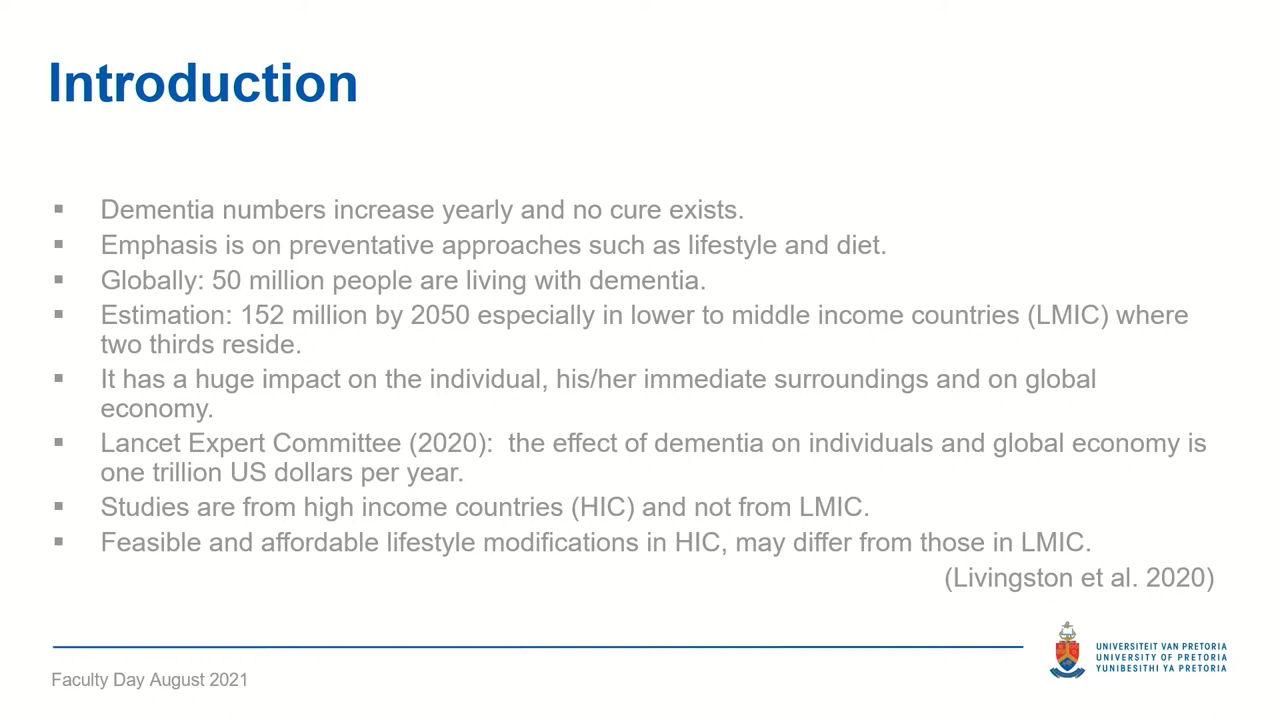 Introduction
▪ Dementia numbers increase yearly and no cure exists.
▪ Emphasis is on preventative approaches such as lifestyle and diet.
▪ Globally: 50 million people are living with dementia.
▪ Estimation: 152 million by 2050 especially in lower to middle income countries (LMIC) where
two thirds reside.
▪ It has a huge impact on the individual, his/her immediate surroundings and on global
economy.
▪ Lancet Expert Committee (2020):  the effect of dementia on individuals and global economy is
one trillion US dollars per year.
▪ Studies are from high income countries (HIC) and not from LMIC.
▪ Feasible and affordable lifestyle modifications in HIC, may differ from those in LMIC.
(Livingston et al. 2020)
UNIVERSITEIT VAN PRETORIA
UNIVERSITY OF PRETORIA
YUNIBESITHI YA PRETORIA
Faculty Day August 2021